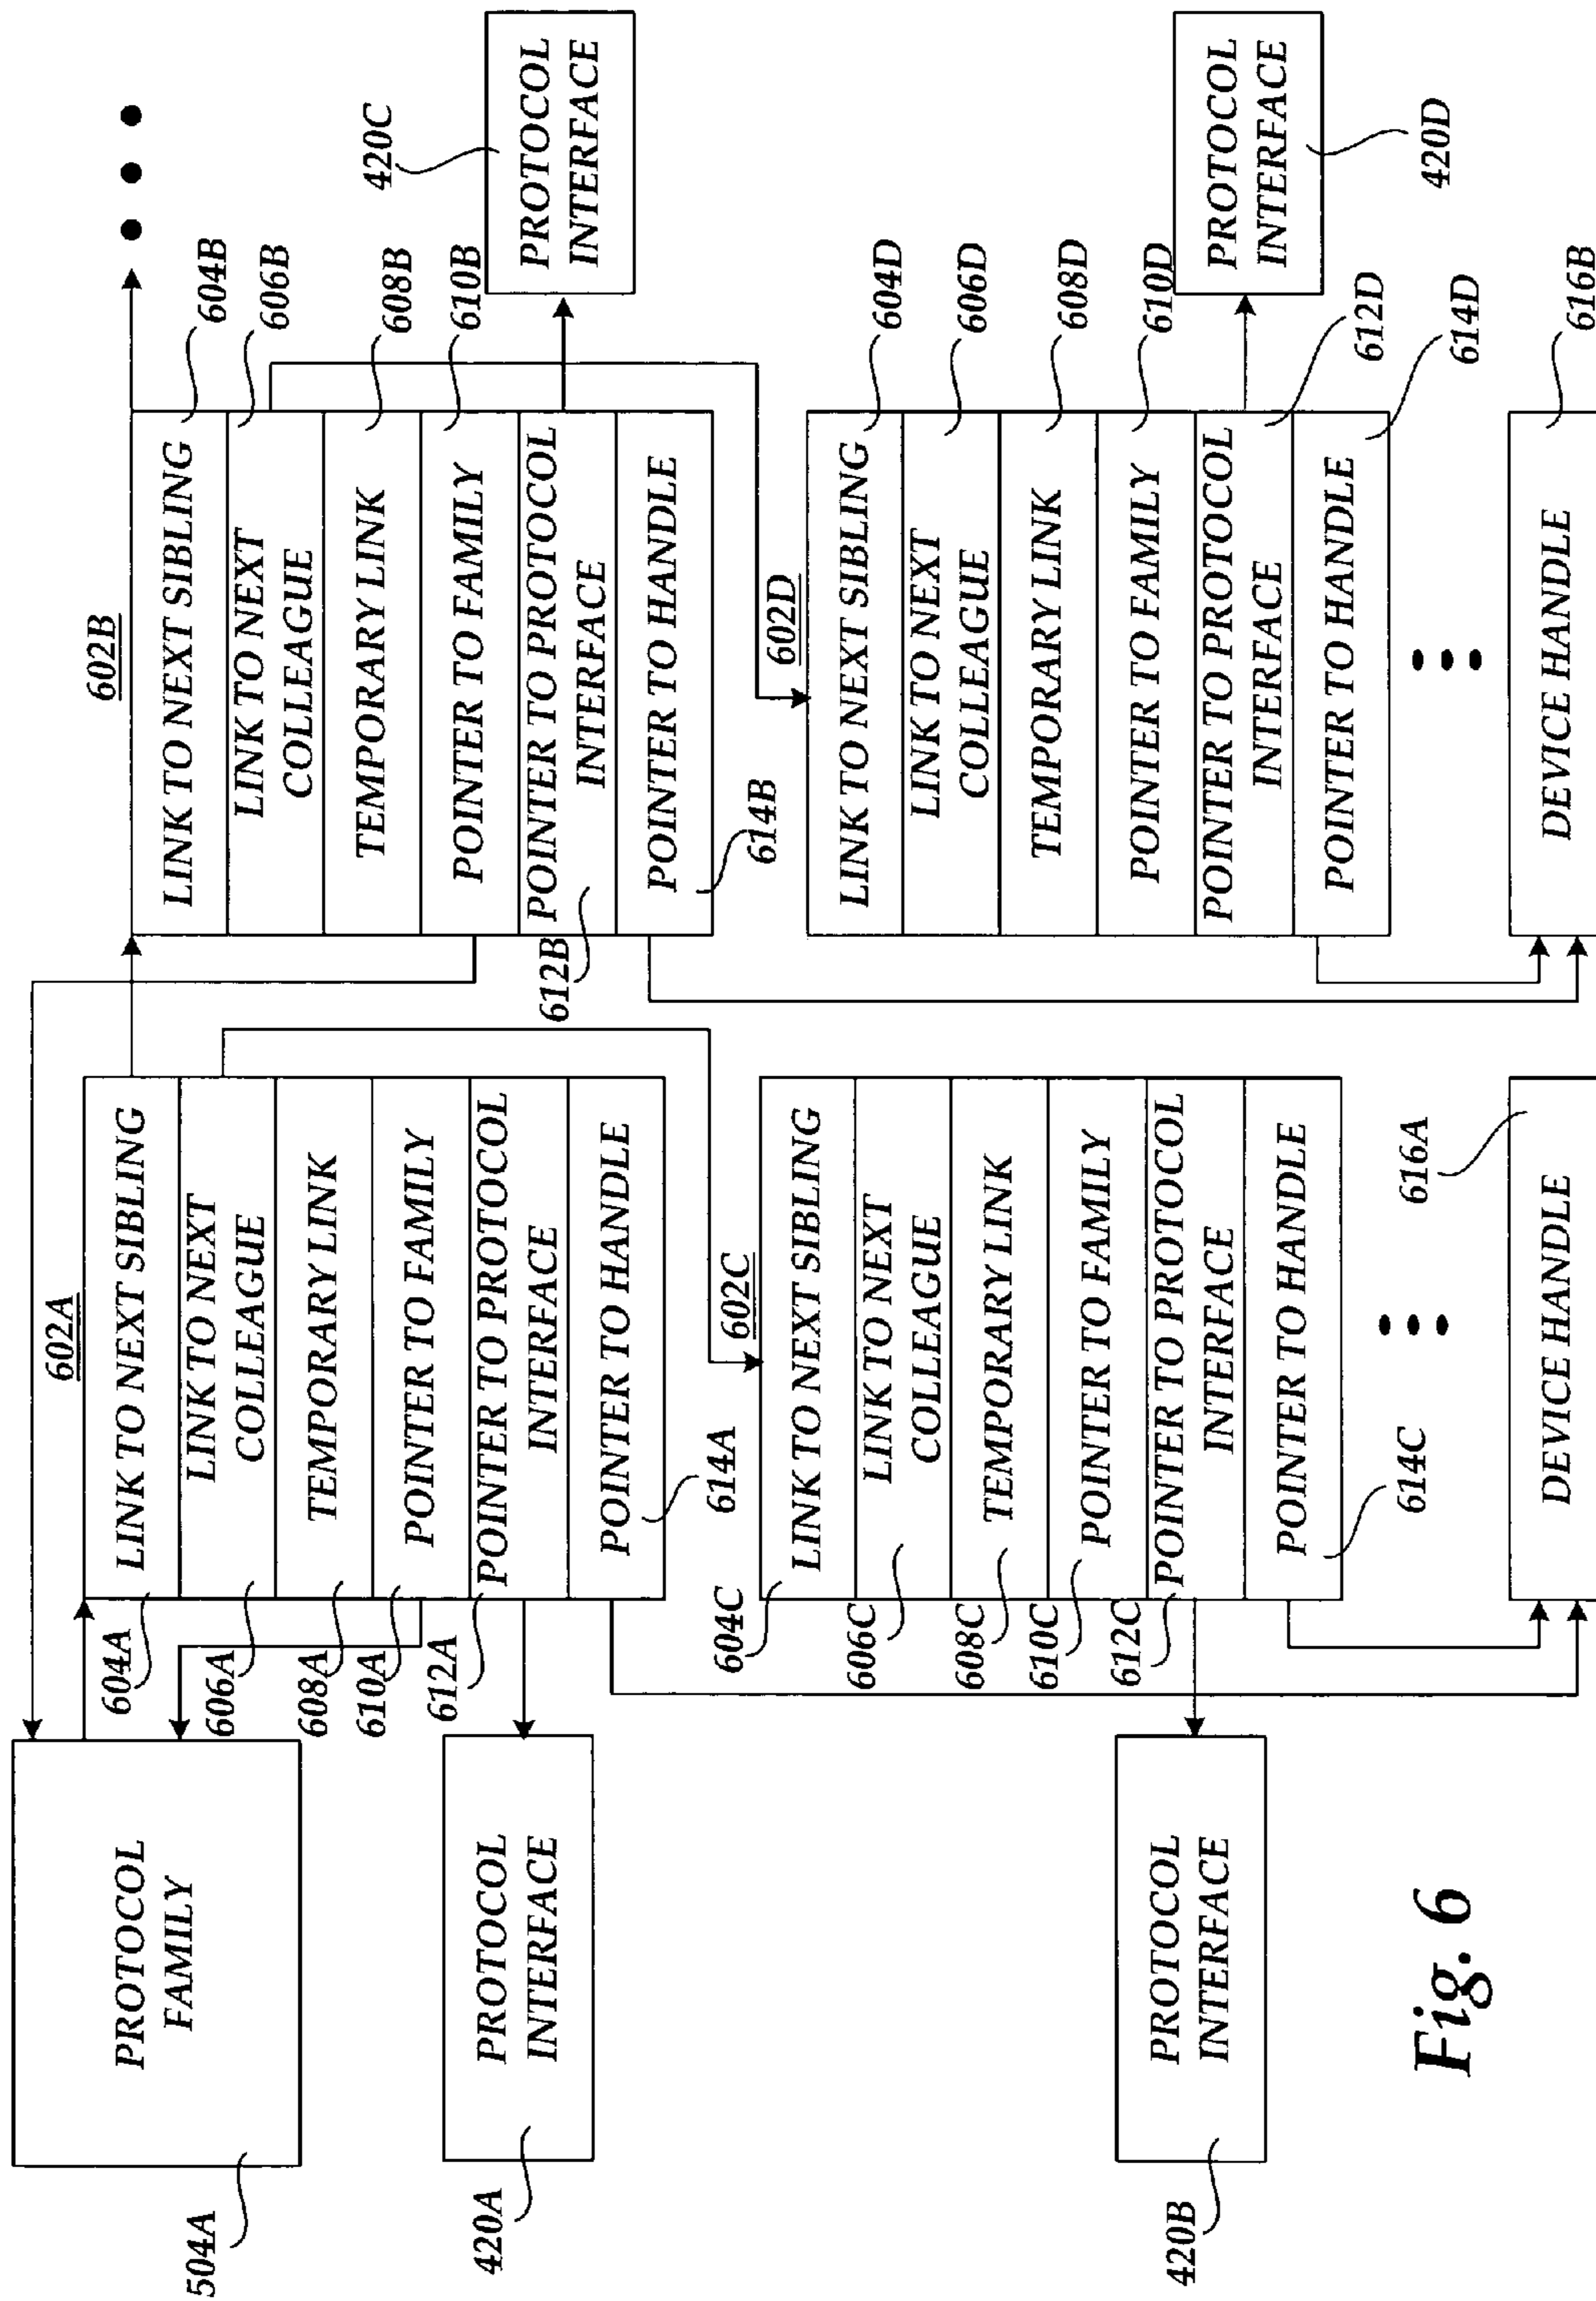 504A
PROTOCOL
FAMILY
602A
LINK TO NEXT SIBLING
LINK TO NEXT
COLLEAGUE
TEMPORARY LINK
POINTER TO FAMILY
POINTER TO PROTOCOL
INTERFACE
POINTER TO HANDLE
604A
606A
608A
610A
612A
614A
602B
LINK TO NEXT SIBLING
LINK TO NEXT
COLLEAGUE
TEMPORARY LINK
POINTER TO FAMILY
POINTER TO PROTOCOL
INTERFACE
POINTER TO HANDLE
604B
606B
608B
610B
612B
614B
420A
PROTOCOL
INTERFACE
420C
PROTOCOL
INTERFACE
602C
LINK TO NEXT SIBLING
LINK TO NEXT
COLLEAGUE
TEMPORARY LINK
POINTER TO FAMILY
POINTER TO PROTOCOL
INTERFACE
POINTER TO HANDLE
604C
606C
608C
610C
612C
614C
602D
LINK TO NEXT SIBLING
LINK TO NEXT
COLLEAGUE
TEMPORARY LINK
POINTER TO FAMILY
POINTER TO PROTOCOL
INTERFACE
POINTER TO HANDLE
604D
606D
608D
610D
612D
614D
420B
PROTOCOL
INTERFACE
420D
PROTOCOL
INTERFACE
616A
DEVICE HANDLE
616B
DEVICE HANDLE
Fig. 6